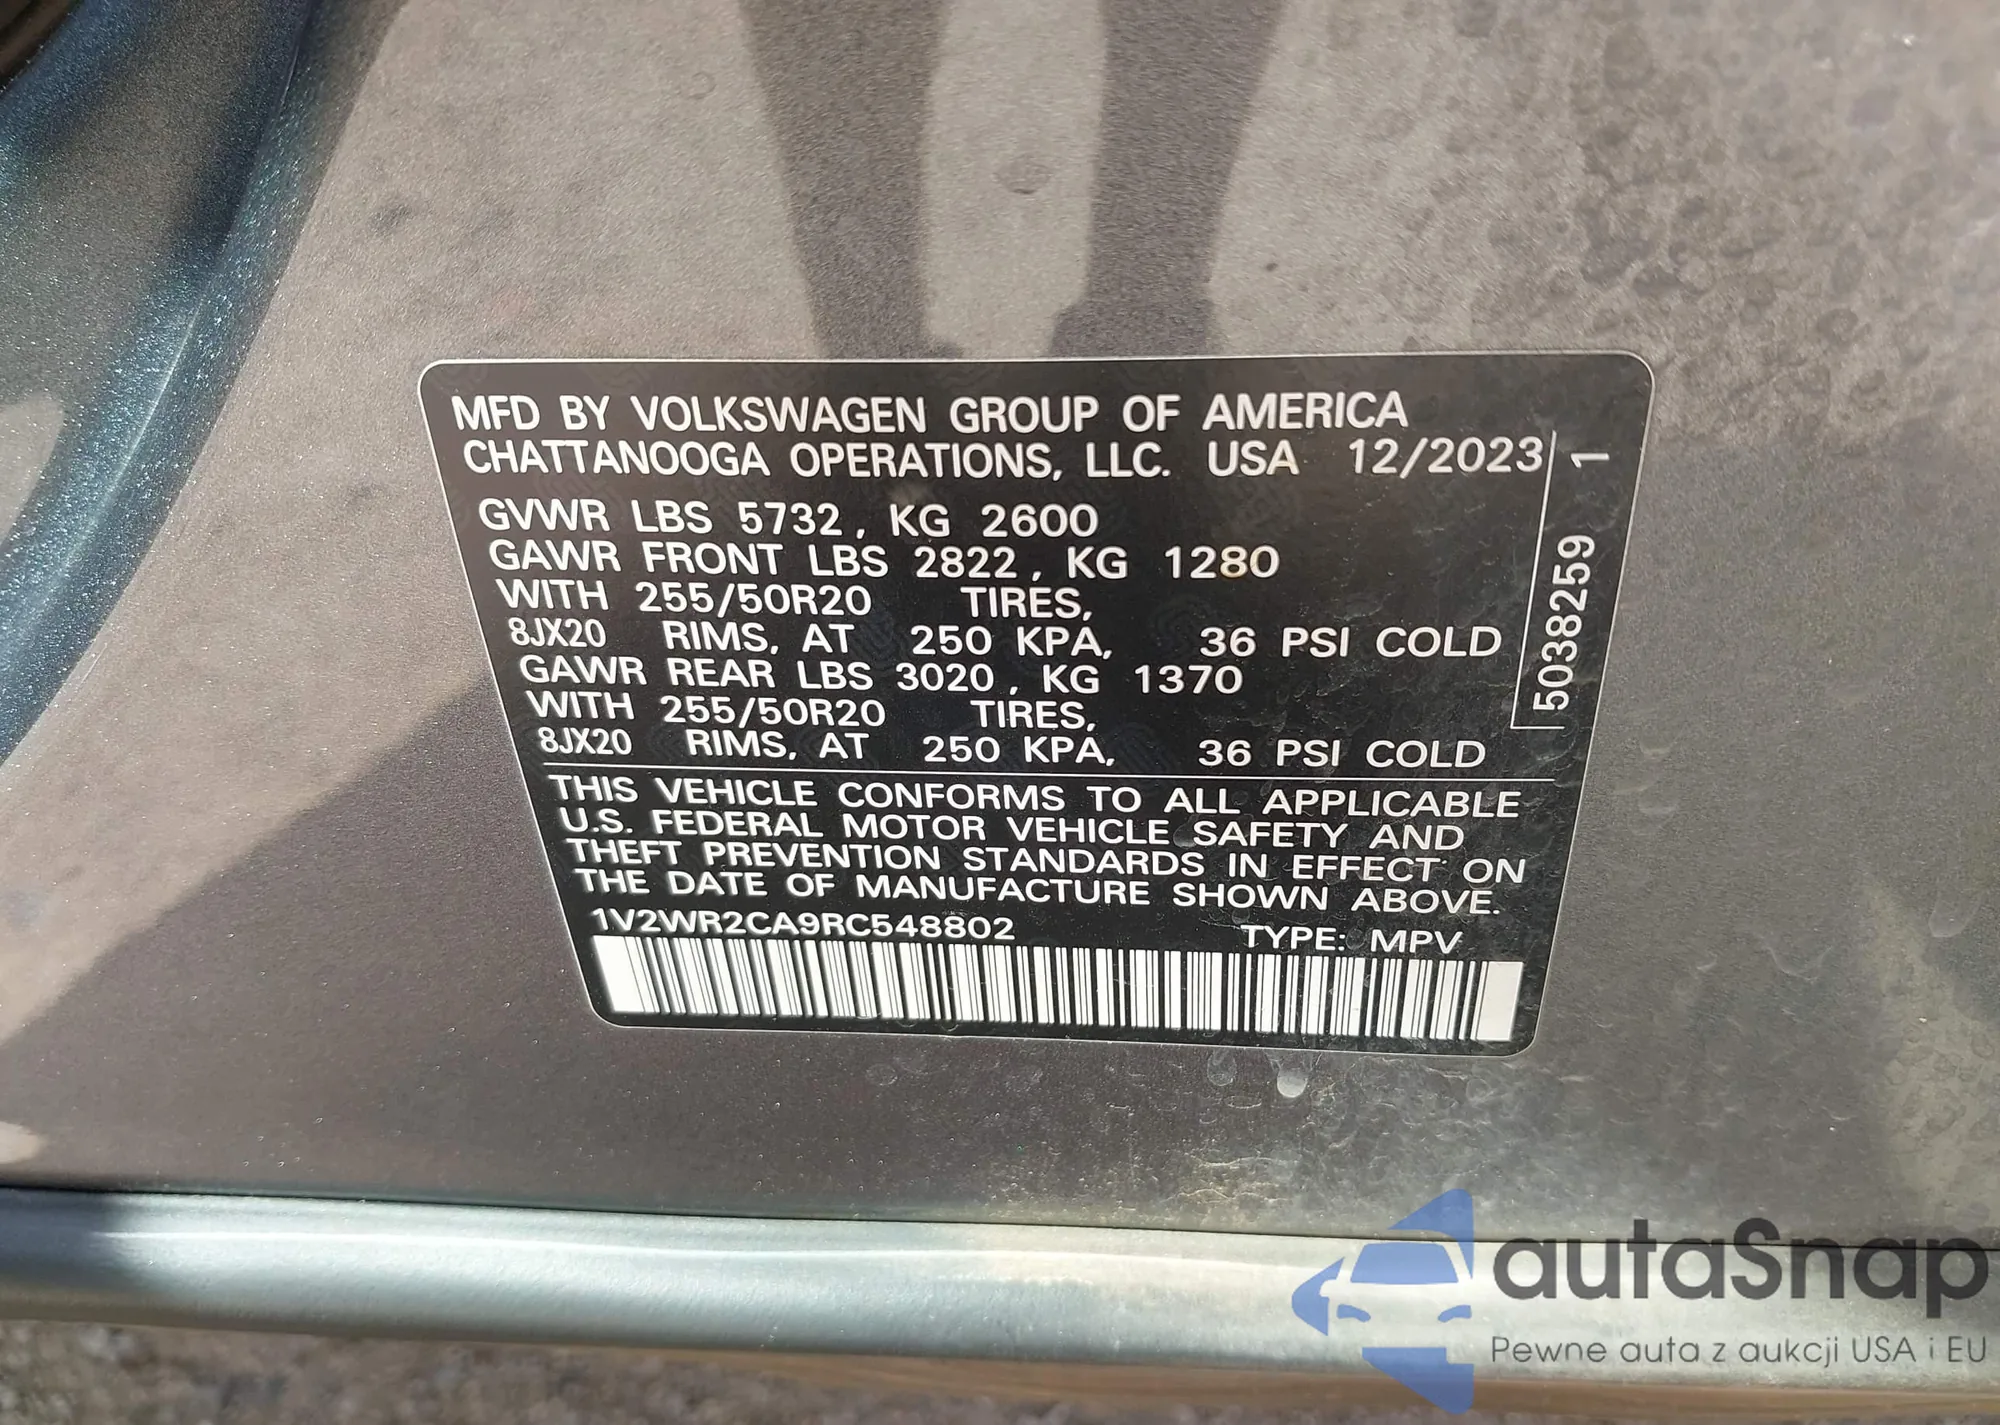 MFD BY VOLKSWAGEN GROUP OF AMERICA
CHATTANOOGA OPERATIONS, LLC. USA 12/2023
GVWR LBS 5732, KG 2600
GAWR FRONT LBS 2822, KG 1280
WITH 255/50R20 TIRES,
8JX20 RIMS, AT 250 KPA, 36 PSI COLD
GAWR REAR LBS 3020, KG 1370
WITH 255/50R20 TIRES,
8JX20 RIMS, AT 250 KPA, 36 PSI COLD
THIS VEHICLE CONFORMS TO ALL APPLICABLE
U.S. FEDERAL MOTOR VEHICLE SAFETY AND
THEFT PREVENTION STANDARDS IN EFFECT ON
THE DATE OF MANUFACTURE SHOWN ABOVE.
1V2WR2CA9RC548802 TYPE: MPV
5038259 1
autaSnap
Pewne auta z aukcji USA i EU